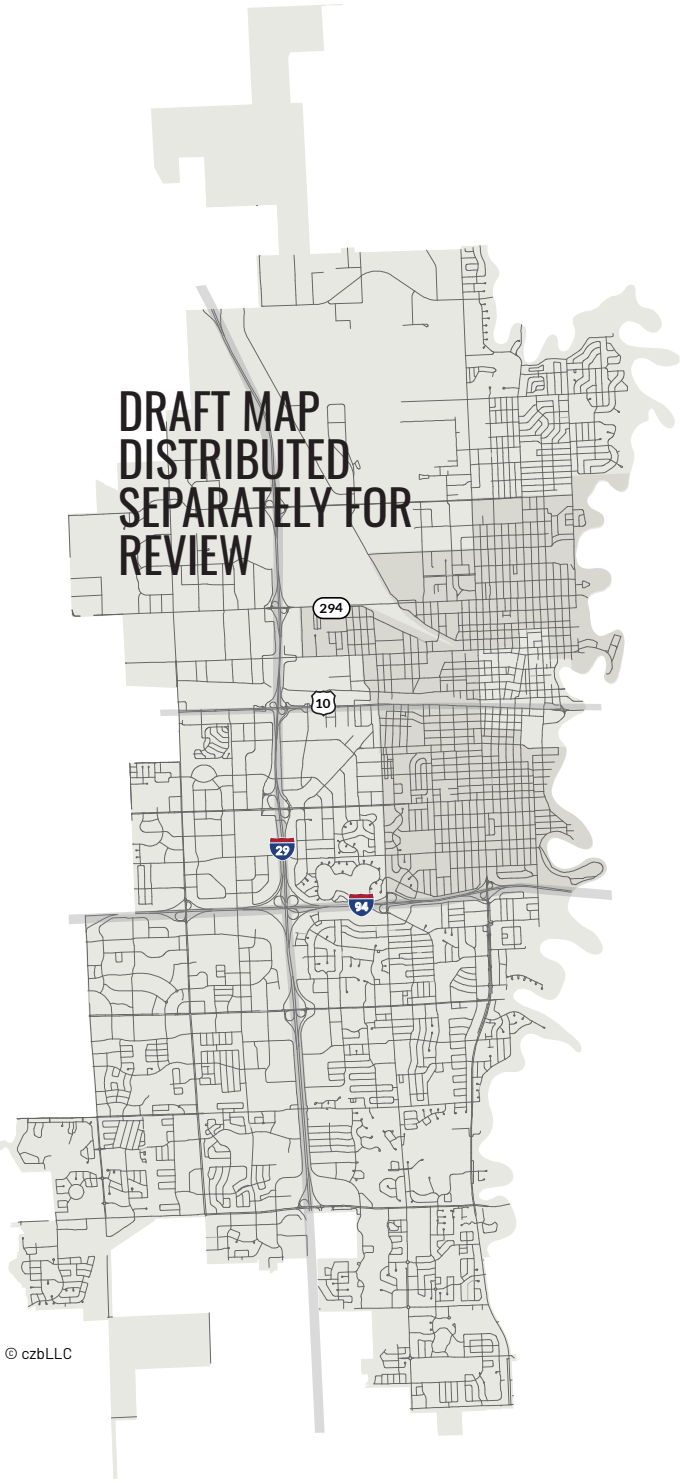 DRAFT MAP
DISTRIBUTED
SEPARATELY FOR
REVIEW
294
10
29
94
© czbLLC